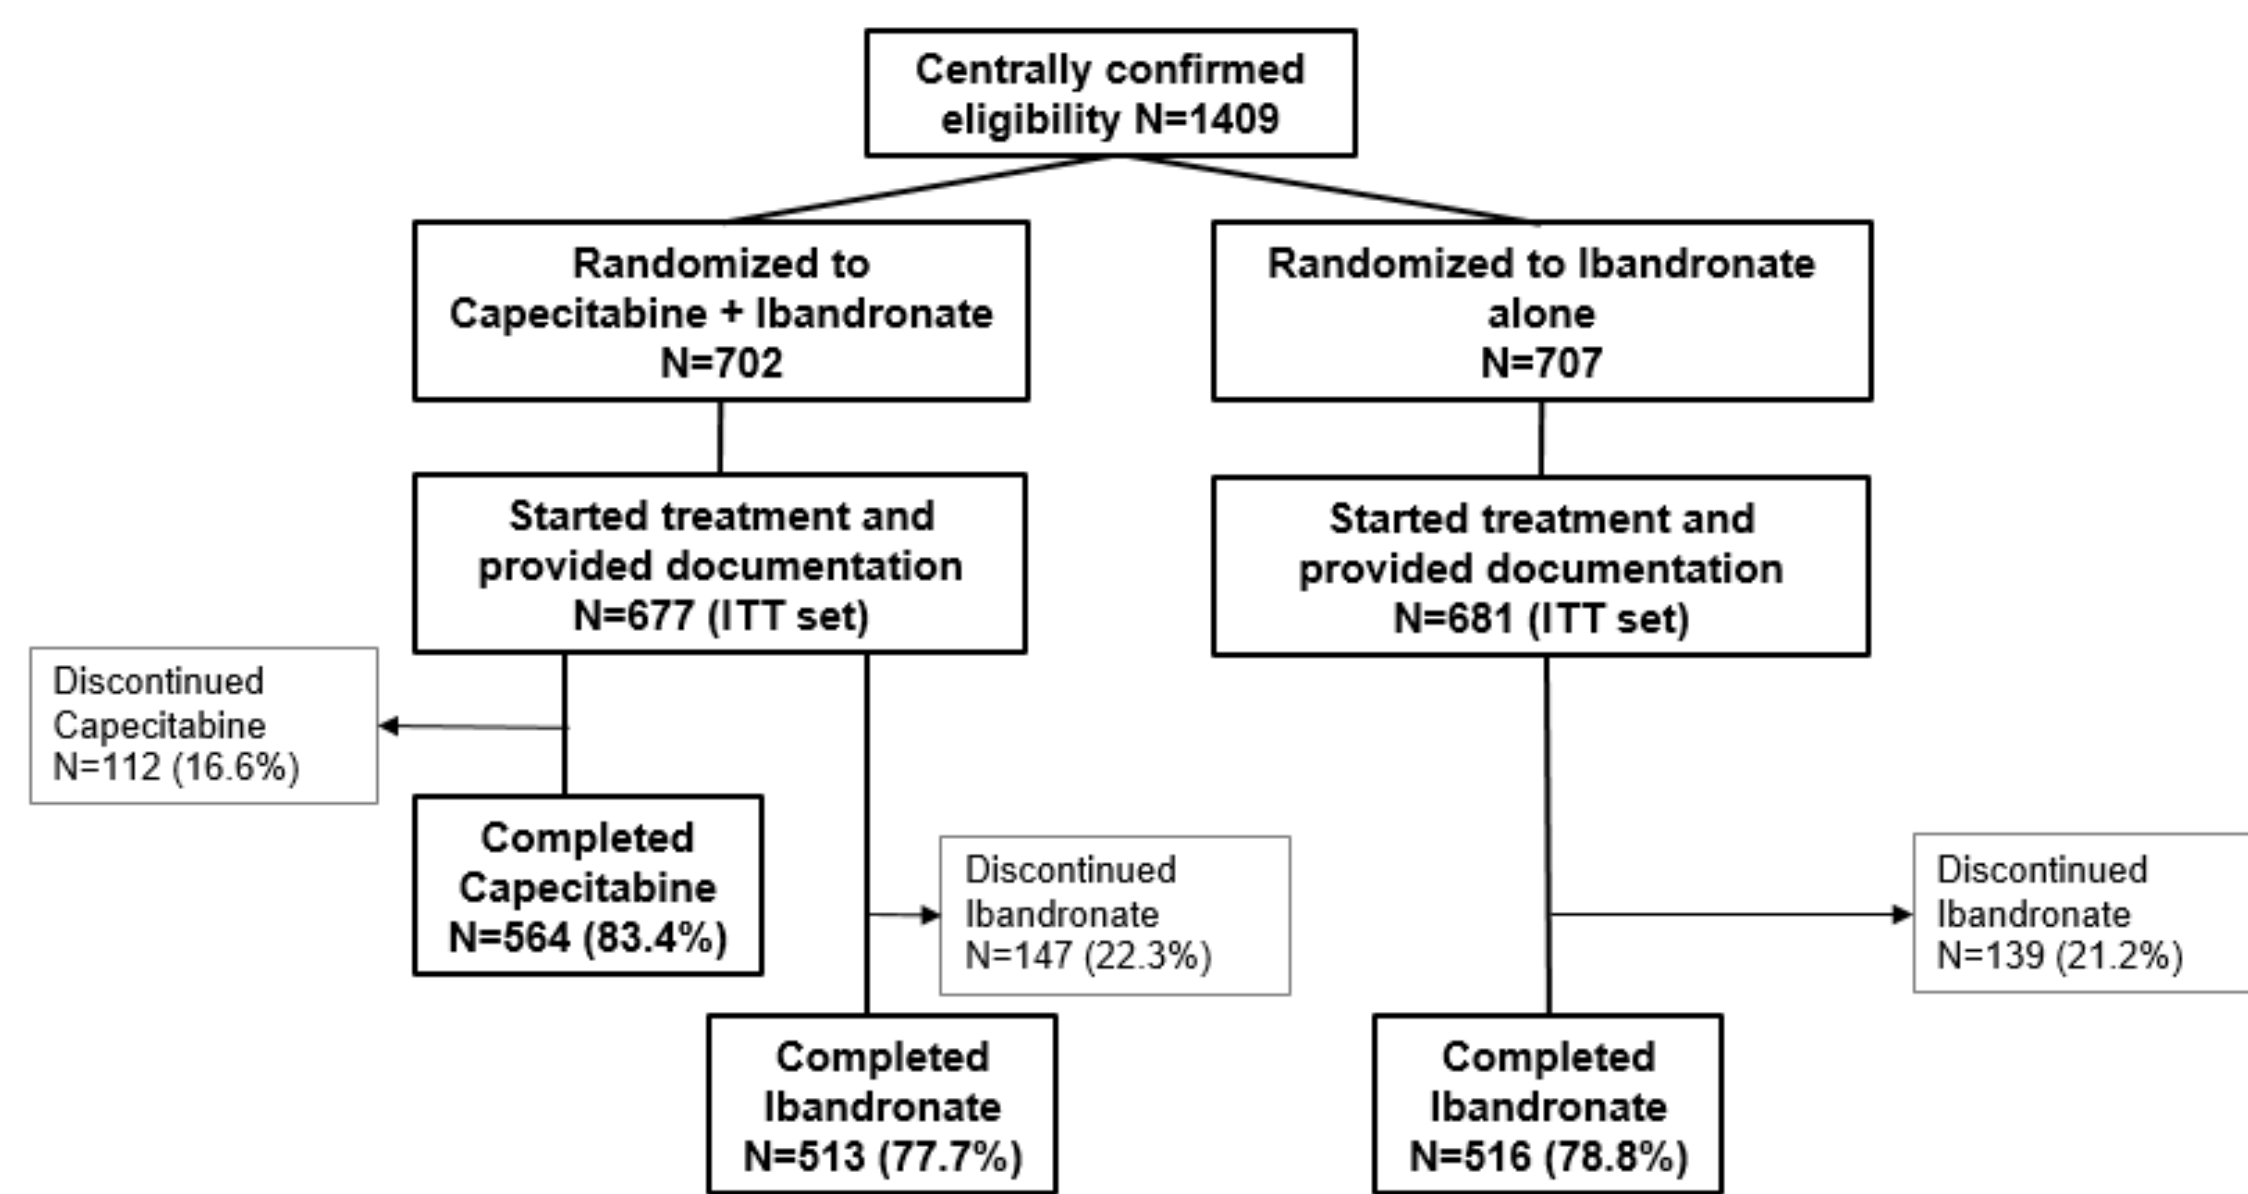 Centrally confirmed
eligibility N=1409
Randomized to
Capecitabine + Ibandronate
N=702
Randomized to Ibandronate
alone
N=707
Started treatment and
provided documentation
N=677 (ITT set)
Started treatment and
provided documentation
N=681 (ITT set)
Discontinued
Capecitabine
N=112 (16.6%)
Completed
Capecitabine
N=564 (83.4%)
Discontinued
Ibandronate
N=147 (22.3%)
Discontinued
Ibandronate
N=139 (21.2%)
Completed
Ibandronate
N=513 (77.7%)
Completed
Ibandronate
N=516 (78.8%)